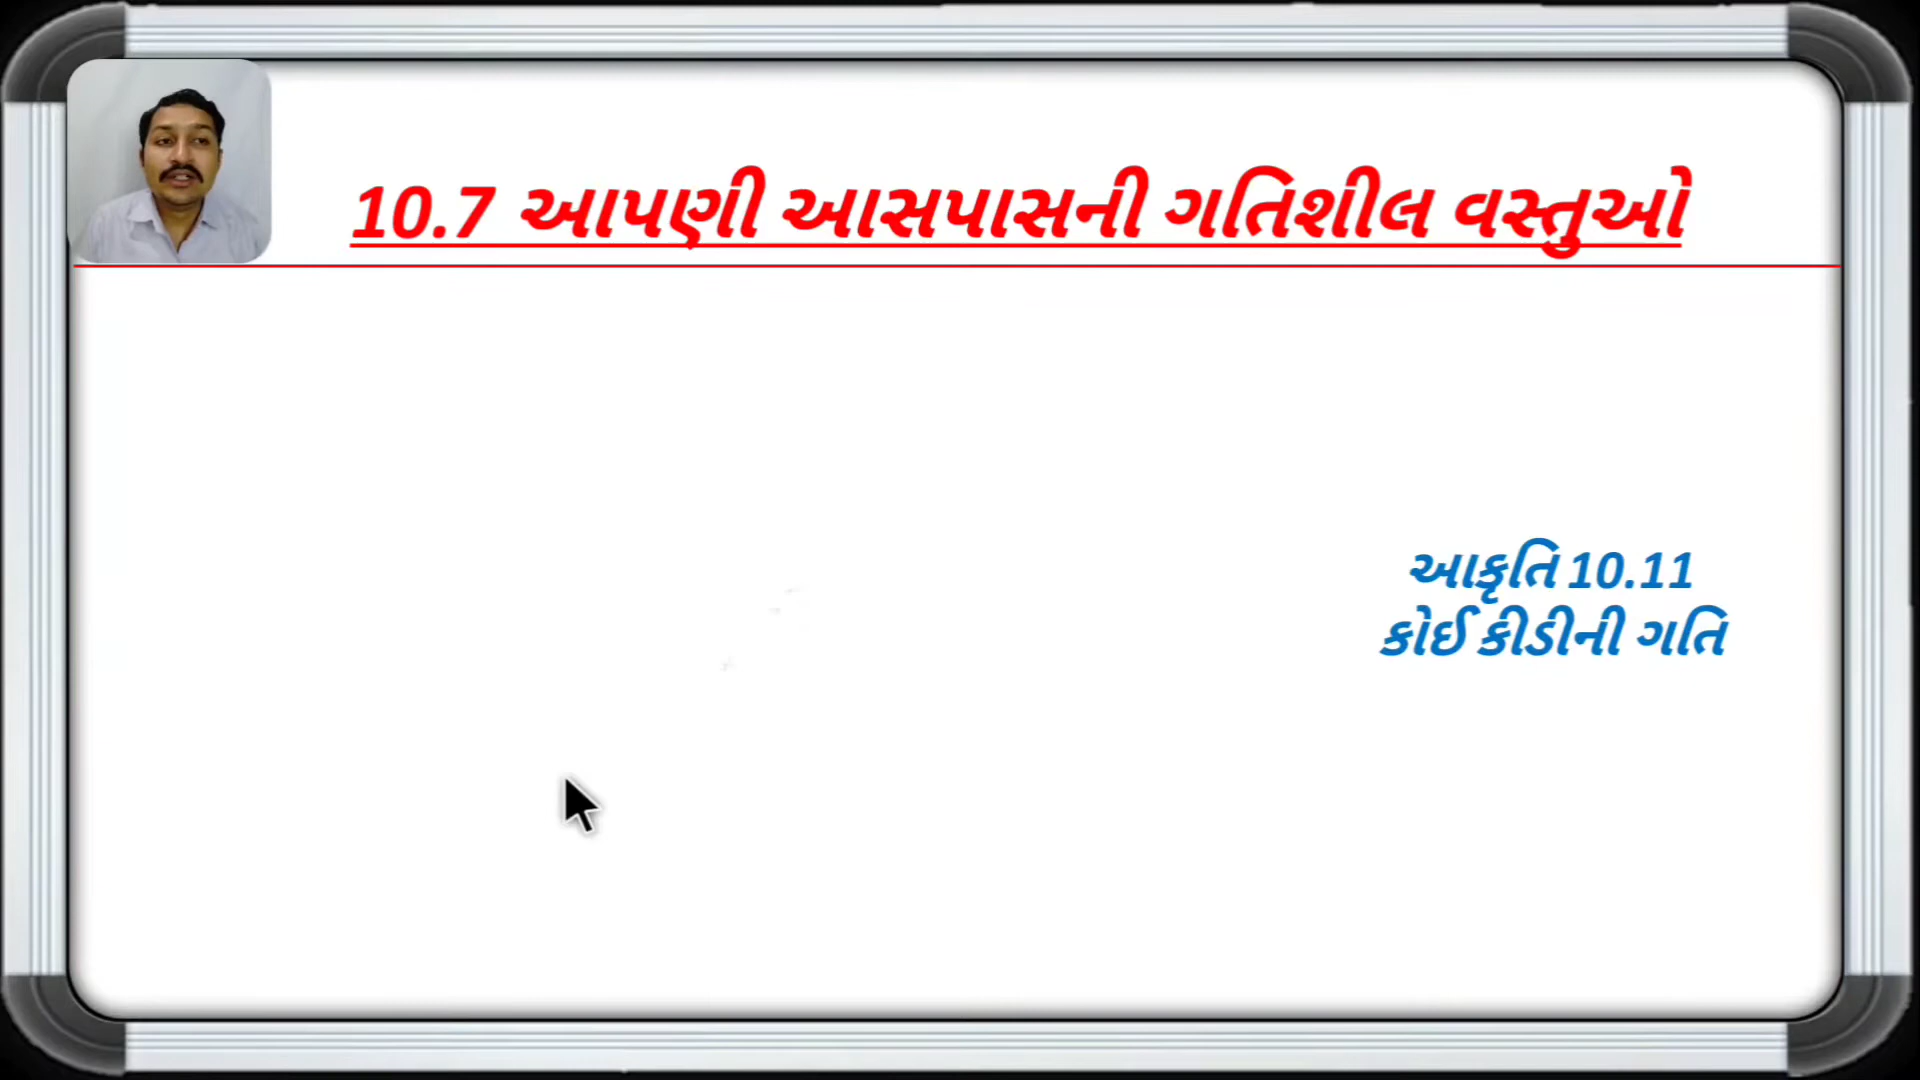 10.7 આપણી આસપાસની ગતિશીલ વસ્તુઓ
આકૃતિ 10.11
કોઈ કીડીની ગતિ